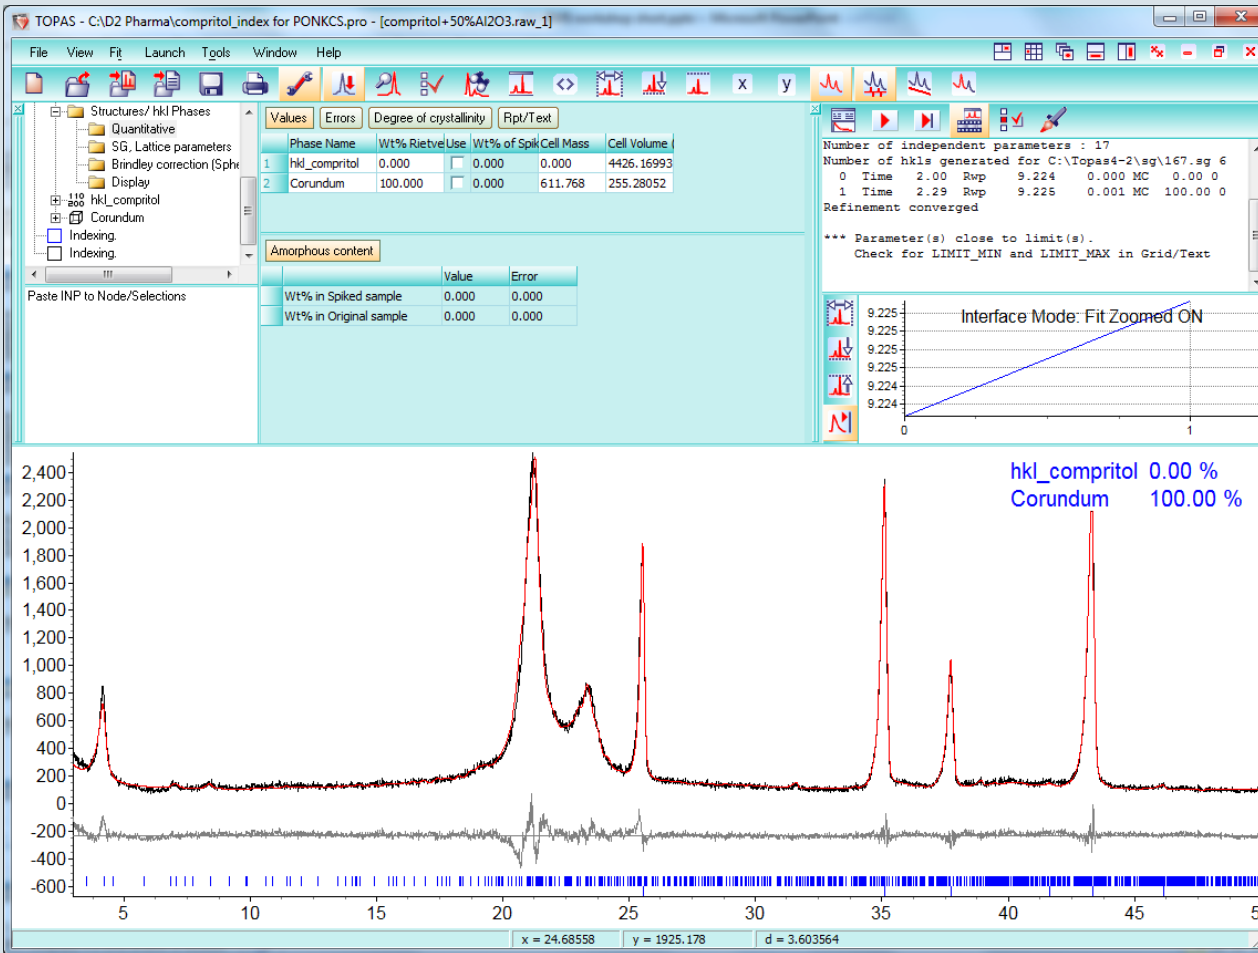 TOPAS - C:\D2 Pharma\compritol_index for PONKCS.pro - [compritol+50%Al2O3.raw_1]
File View Fit Launch Tools Window Help
x y
Structures/ hkl Phases
Quantitative
SG, Lattice parameters
Brindley correction (Sphe
Display
hkl_compritol
Corundum
Indexing.
Indexing.
Paste INP to Node/Selections
Values Errors Degree of crystallinity Rpt/Text
Phase Name Wt% Rietve Use Wt% of Spik Cell Mass Cell Volume (
1 hkl_compritol 0.000 0.000 0.000 4426.16993
2 Corundum 100.000 0.000 611.768 255.28052
Amorphous content
Value Error
Wt% in Spiked sample 0.000 0.000
Wt% in Original sample 0.000 0.000
Number of independent parameters : 17
Number of hkls generated for C:\Topas4-2\sg\167.sg 6
0 Time 2.00 Rwp 9.224 0.000 MC 0.00 0
1 Time 2.29 Rwp 9.225 0.001 MC 100.00 0
Refinement converged
*** Parameter(s) close to limit(s).
Check for LIMIT_MIN and LIMIT_MAX in Grid/Text
Interface Mode: Fit Zoomed ON
9.225
9.225
9.225
9.225
9.224
9.224
0 1
hkl_compritol 0.00 %
Corundum 100.00 %
2,400
2,200
2,000
1,800
1,600
1,400
1,200
1,000
800
600
400
200
0
-200
-400
-600
5 10 15 20 25 30 35 40 45
x = 24.68558 y = 1925.178 d = 3.603564